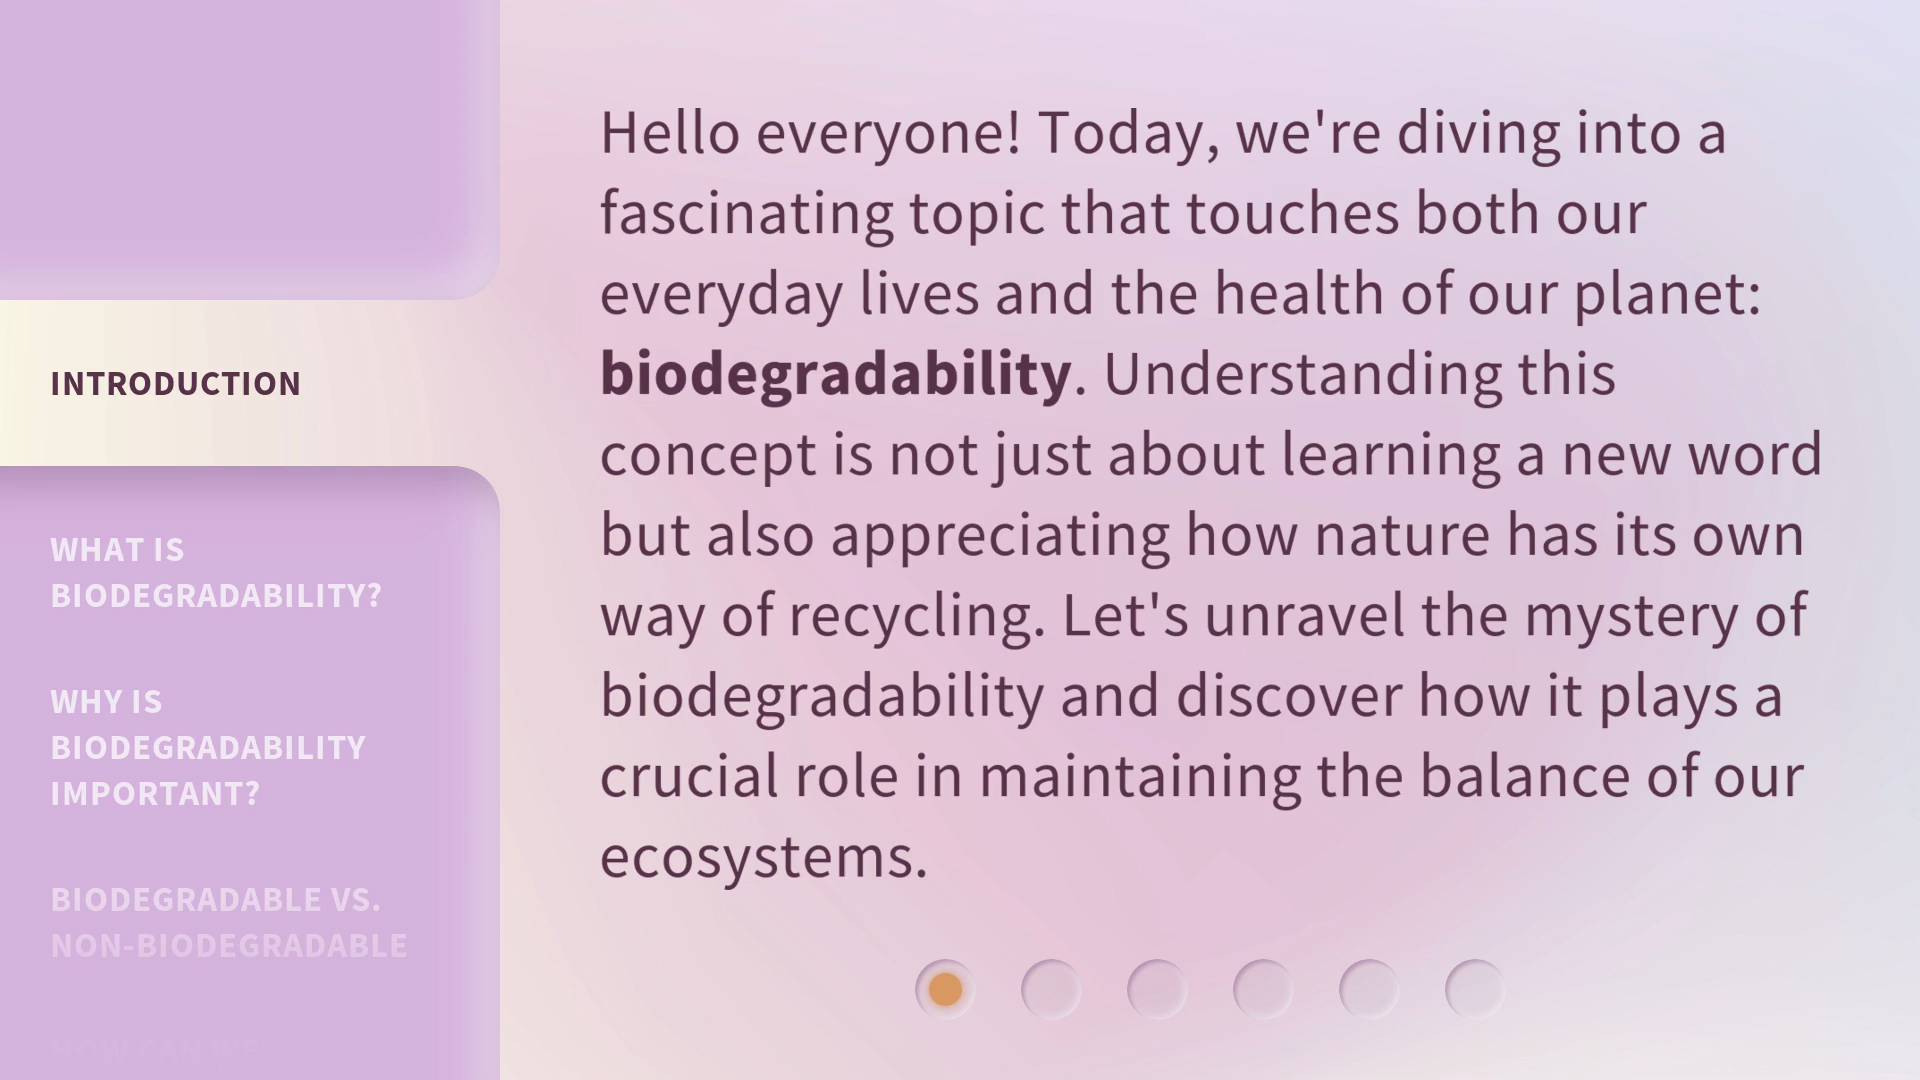 INTRODUCTION
WHAT IS
BIODEGRADABILITY?
WHY IS
BIODEGRADABILITY
IMPORTANT?
BIODEGRADABLE VS.
NON-BIODEGRADABLE
HOW CAN WE
Hello everyone! Today, we're diving into a
fascinating topic that touches both our
everyday lives and the health of our planet:
biodegradability. Understanding this
concept is not just about learning a new word
but also appreciating how nature has its own
way of recycling. Let's unravel the mystery of
biodegradability and discover how it plays a
crucial role in maintaining the balance of our
ecosystems.